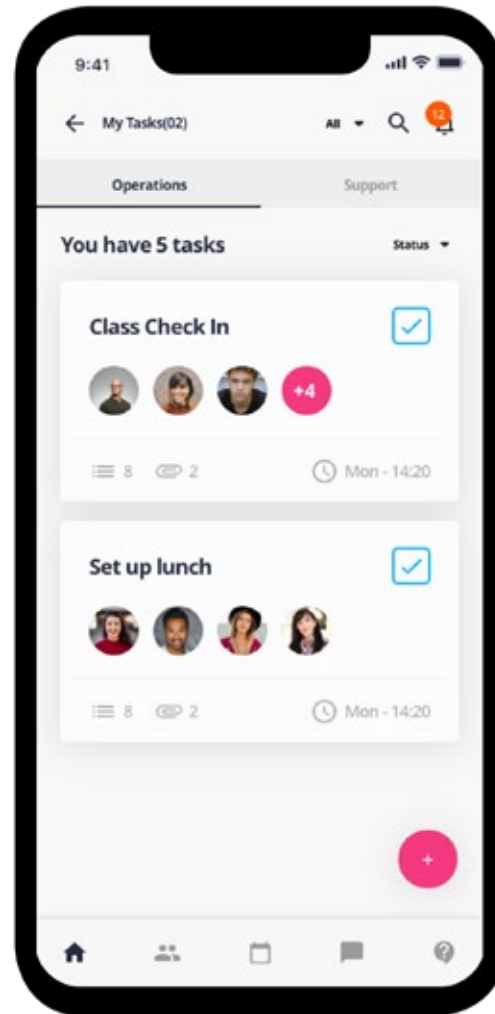 9:41
My Tasks(02) All 12
Operations Support
You have 5 tasks Status
Class Check In
+4
8 2 Mon - 14:20
Set up lunch
8 2 Mon - 14:20
+